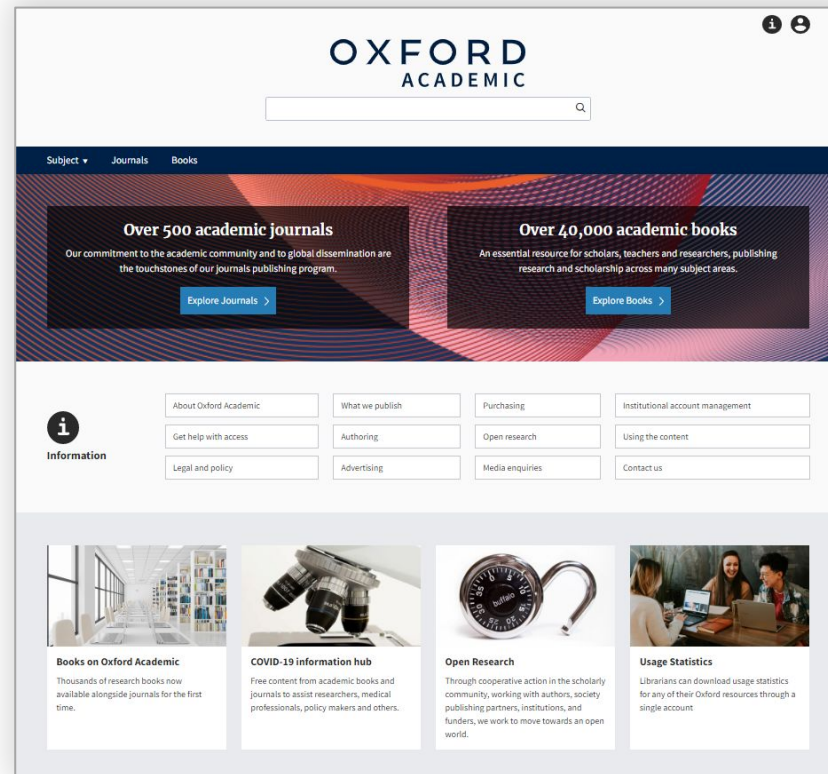 OXFORD
ACADEMIC
Subject ▾ Journals Books
Over 500 academic journals
Our commitment to the academic community and to global dissemination are
the touchstones of our journals publishing program.
Explore Journals >
Over 40,000 academic books
An essential resource for scholars, teachers and researchers, publishing
research and scholarship across many subject areas.
Explore Books >
Information
About Oxford Academic
What we publish
Purchasing
Institutional account management
Get help with access
Authoring
Open research
Using the content
Legal and policy
Advertising
Media enquiries
Contact us
Books on Oxford Academic
Thousands of research books now
available alongside journals for the first
time.
COVID-19 information hub
Free content from academic books and
journals to assist researchers, medical
professionals, policy makers and others.
buffalo
0
5
10
15
30
35
Open Research
Through cooperative action in the scholarly
community, working with authors, society
publishing partners, institutions, and
funders, we work to move towards an open
world.
Usage Statistics
Librarians can download usage statistics
for any of their Oxford resources through a
single account